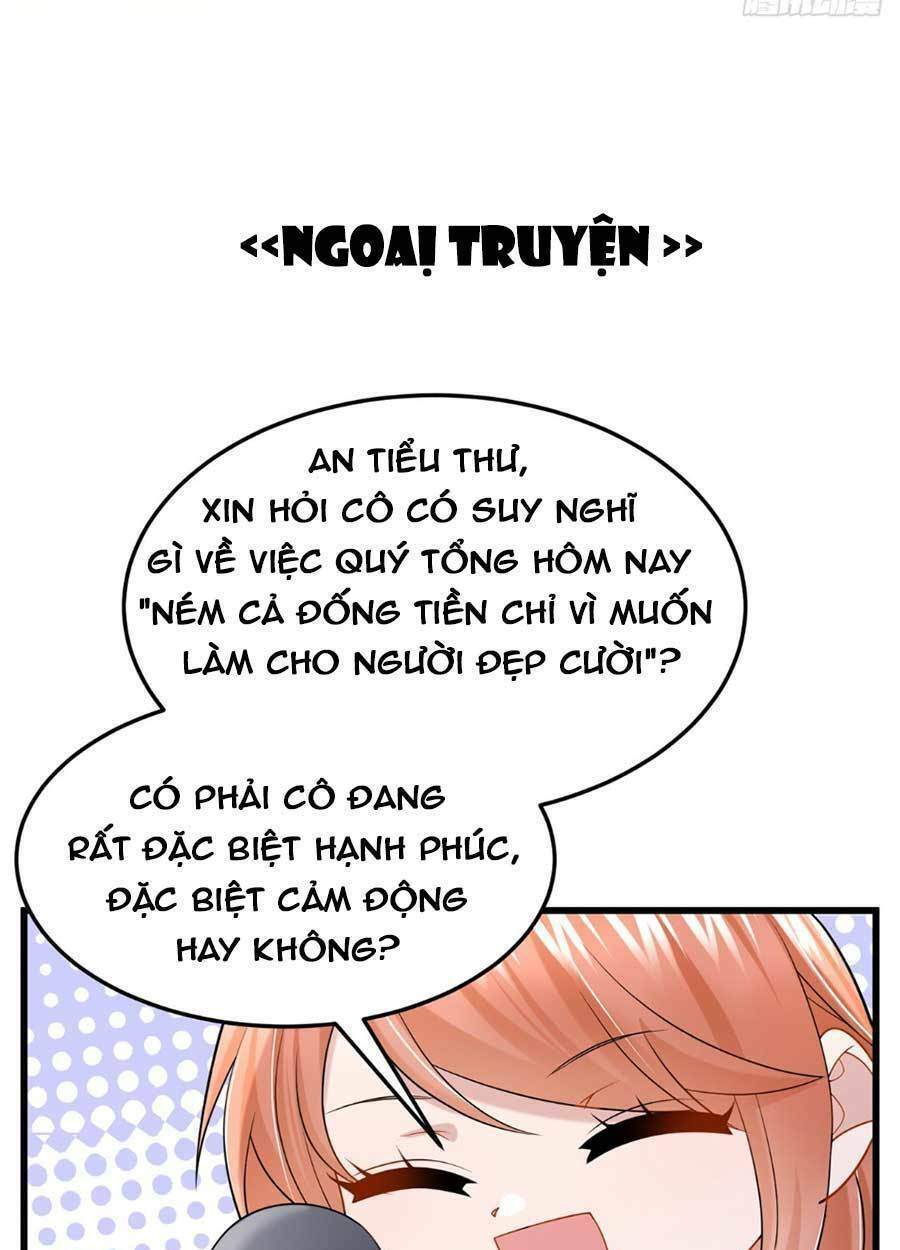 <<NGOẠI TRUYỆN >>
AN TIỂU THƯ,
XIN HỎI CÔ CÓ SUY NGHĨ
GÌ VỀ VIỆC QUÝ TỔNG HÔM NAY
"NÉM CẢ ĐỐNG TIỀN CHỈ VÌ MUỐN
LÀM CHO NGƯỜI ĐẸP CƯỜI"?
CÓ PHẢI CÔ ĐANG
RẤT ĐẶC BIỆT HẠNH PHÚC,
ĐẶC BIỆT CẢM ĐỘNG
HAY KHÔNG?